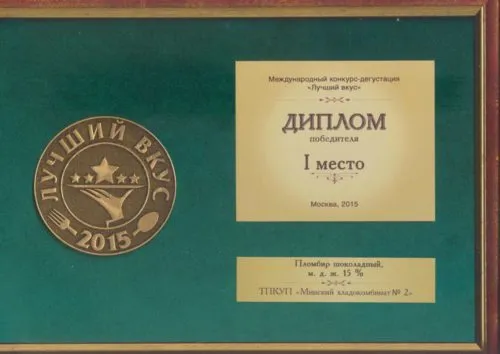 ЛУЧШИЙ ВКУС
2015
Международный конкурс-дегустация
«Лучший вкус»
ДИПЛОМ
победителя
I место
Москва, 2015
Пломбир шоколадный,
м. д. ж. 15 %
ТПКУП «Минский хладокомбинат № 2»